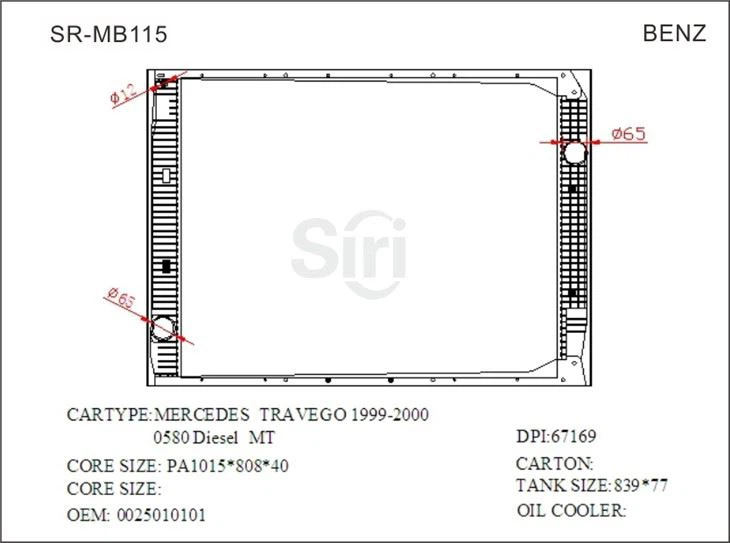 SR-MB115 BENZ
Ø12
Ø65
Siri
Ø65
CARTYPE:MERCEDES TRAVEGO 1999-2000
0580 Diesel MT DPI:67169
CORE SIZE: PA1015*808*40 CARTON:
CORE SIZE: TANK SIZE:839*77
OEM: 0025010101 OIL COOLER: